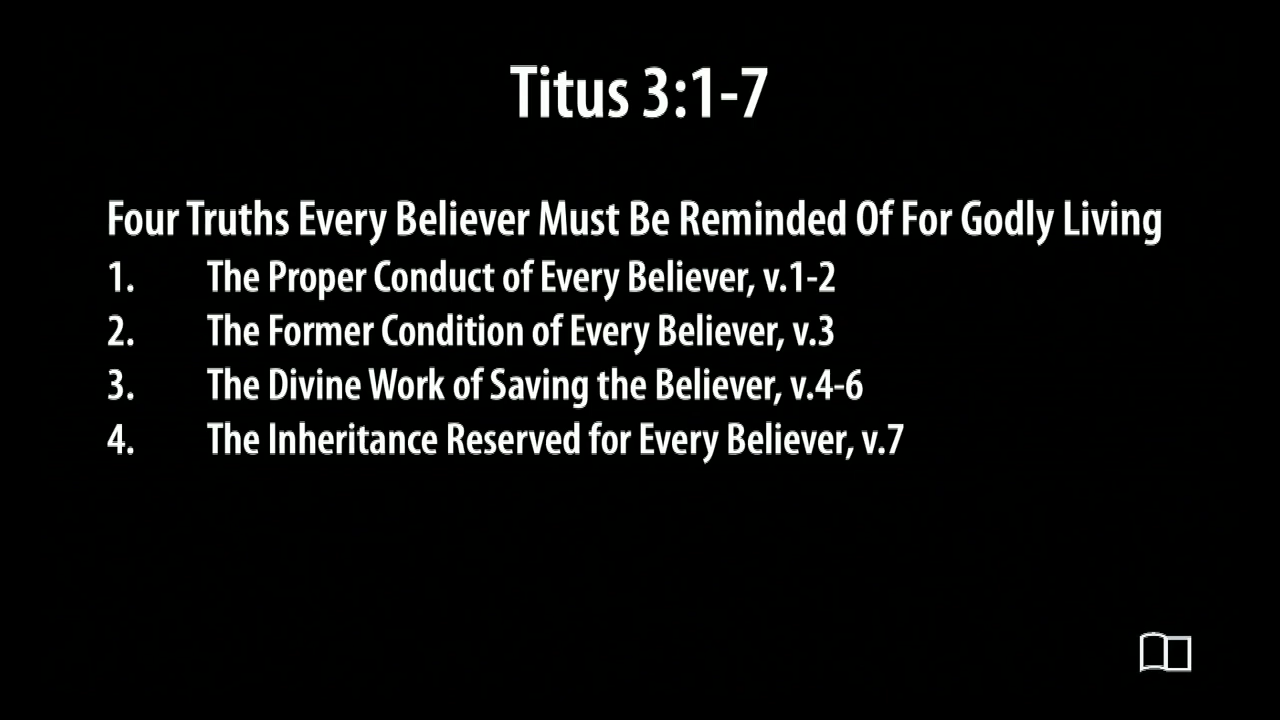 Titus 3:1-7
Four Truths Every Believer Must Be Reminded Of For Godly Living
1. The Proper Conduct of Every Believer, v.1-2
2. The Former Condition of Every Believer, v.3
3. The Divine Work of Saving the Believer, v.4-6
4. The Inheritance Reserved for Every Believer, v.7